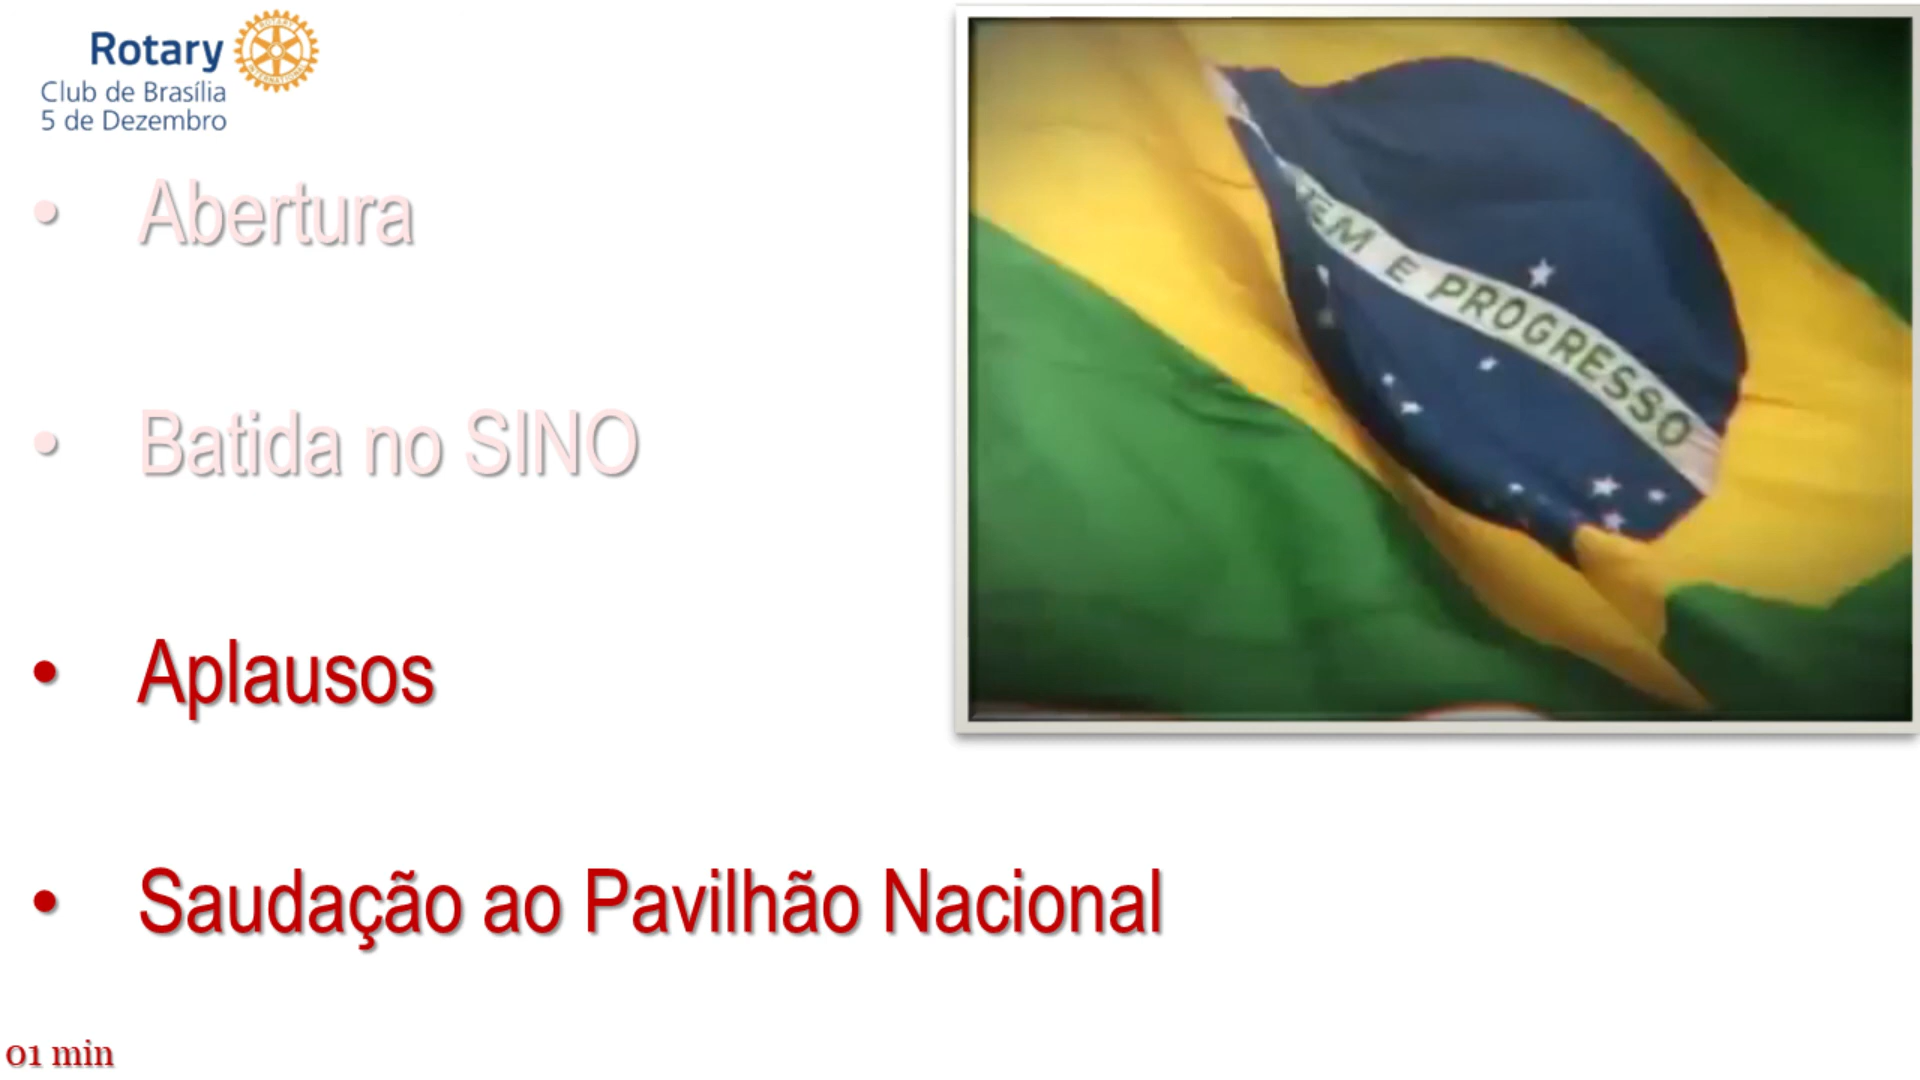 Rotary
Club de Brasília
5 de Dezembro
• Abertura
• Batida no SINO
• Aplausos
• Saudação ao Pavilhão Nacional
EM E PROGRESSO
01 min